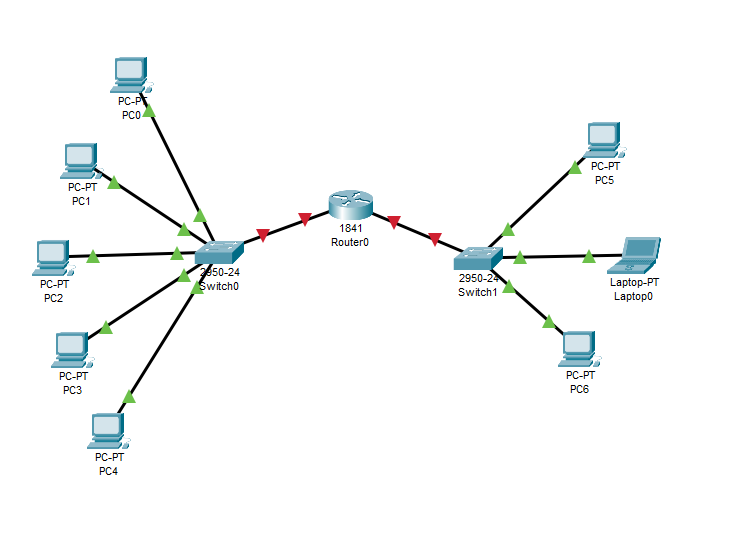 PC-PT
PC0
PC-PT
PC1
PC-PT
PC2
PC-PT
PC3
PC-PT
PC4
2950-24
Switch0
1841
Router0
2950-24
Switch1
PC-PT
PC5
Laptop-PT
Laptop0
PC-PT
PC6